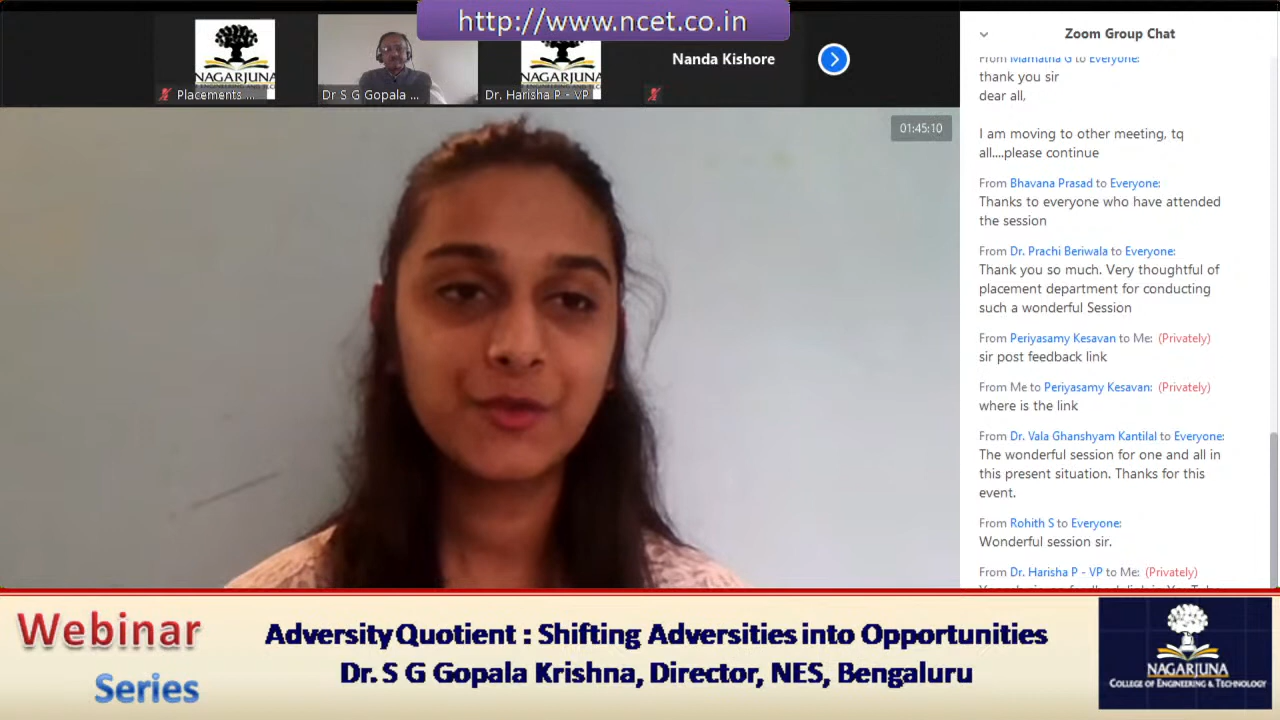 http://www.ncet.co.in
NAGARJUNA
Placements ...
Dr S G Gopala ...
NAGARJUNA
Dr. Harisha P - VP
Nanda Kishore
01:45:10
Zoom Group Chat
From Mamatha G to Everyone:
thank you sir
dear all,
I am moving to other meeting, tq
all....please continue
From Bhavana Prasad to Everyone:
Thanks to everyone who have attended
the session
From Dr. Prachi Beriwala to Everyone:
Thank you so much. Very thoughtful of
placement department for conducting
such a wonderful Session
From Periyasamy Kesavan to Me: (Privately)
sir post feedback link
From Me to Periyasamy Kesavan: (Privately)
where is the link
From Dr. Vala Ghanshyam Kantilal to Everyone:
The wonderful session for one and all in
this present situation. Thanks for this
event.
From Rohith S to Everyone:
Wonderful session sir.
From Dr. Harisha P - VP to Me: (Privately)
Webinar
Series
Adversity Quotient : Shifting Adversities into Opportunities
Dr. S G Gopala Krishna, Director, NES, Bengaluru
NAGARJUNA
COLLEGE OF ENGINEERING & TECHNOLOGY